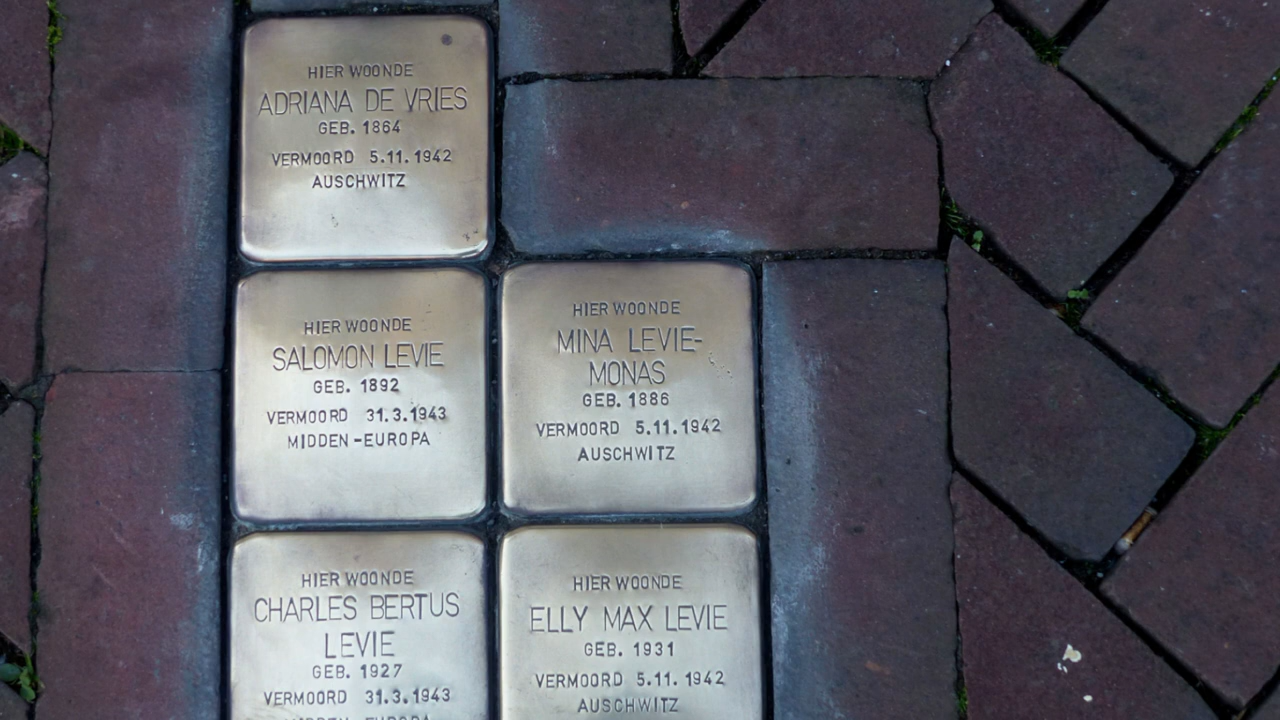 HIER WOONDE
ADRIANA DE VRIES
GEB. 1864
VERMOORD 5.11.1942
AUSCHWITZ
HIER WOONDE
SALOMON LEVIE
GEB. 1892
VERMOORD 31.3.1943
MIDDEN-EUROPA
HIER WOONDE
MINA LEVIE-
MONAS
GEB. 1886
VERMOORD 5.11.1942
AUSCHWITZ
HIER WOONDE
CHARLES BERTUS
LEVIE
GEB. 1927
VERMOORD 31.3.1943
HIER WOONDE
ELLY MAX LEVIE
GEB. 1931
VERMOORD 5.11.1942
AUSCHWITZ